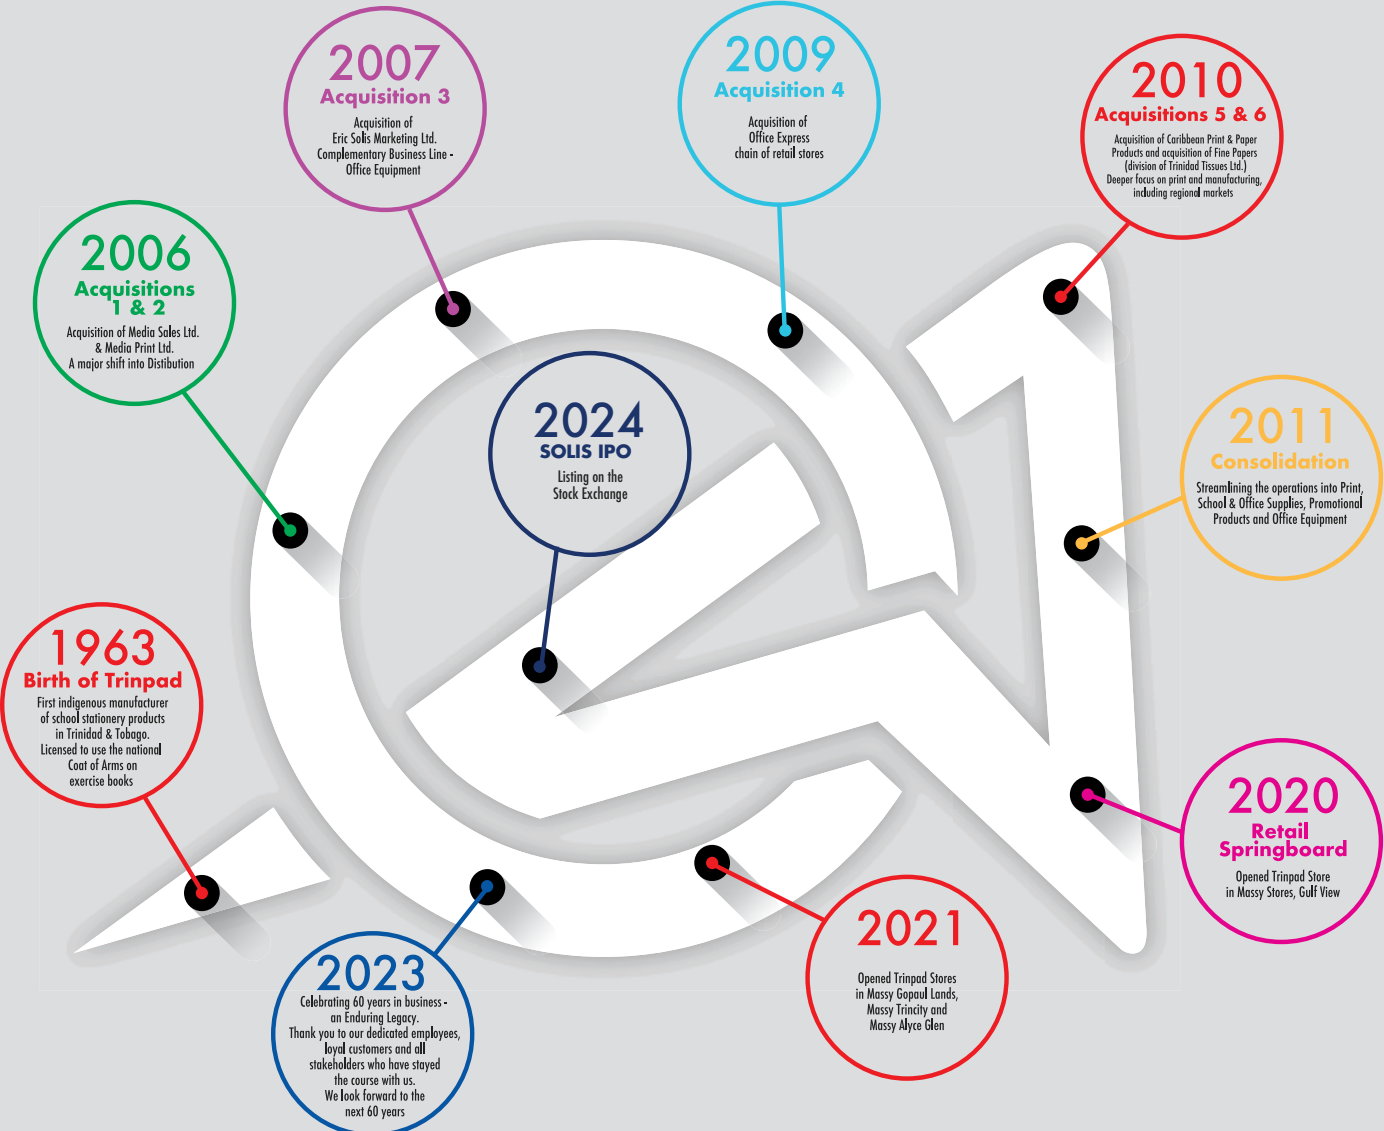 1963
Birth of Trinpad
First indigenous manufacturer
of school stationery products
in Trinidad & Tobago.
Licensed to use the national
Coat of Arms on
exercise books
2006
Acquisitions
1 & 2
Acquisition of Media Sales Ltd.
& Media Print Ltd.
A major shift into Distibution
2007
Acquisition 3
Acquisition of
Eric Solis Marketing Ltd.
Complementary Business Line -
Office Equipment
2009
Acquisition 4
Acquisition of
Office Express
chain of retail stores
2010
Acquisitions 5 & 6
Acquisition of Caribbean Print & Paper
Products and acquisition of Fine Papers
(division of Trinidad Tissues Ltd.)
Deeper focus on print and manufacturing,
including regional markets
2011
Consolidation
Streamlining the operations into Print,
School & Office Supplies, Promotional
Products and Office Equipment
2020
Retail
Springboard
Opened Trinpad Store
in Massy Stores, Gulf View
2021
Opened Trinpad Stores
in Massy Gopaul Lands,
Massy Trincity and
Massy Alyce Glen
2023
Celebrating 60 years in business -
an Enduring Legacy.
Thank you to our dedicated employees,
loyal customers and all
stakeholders who have stayed
the course with us.
We look forward to the
next 60 years
2024
SOLIS IPO
Listing on the
Stock Exchange